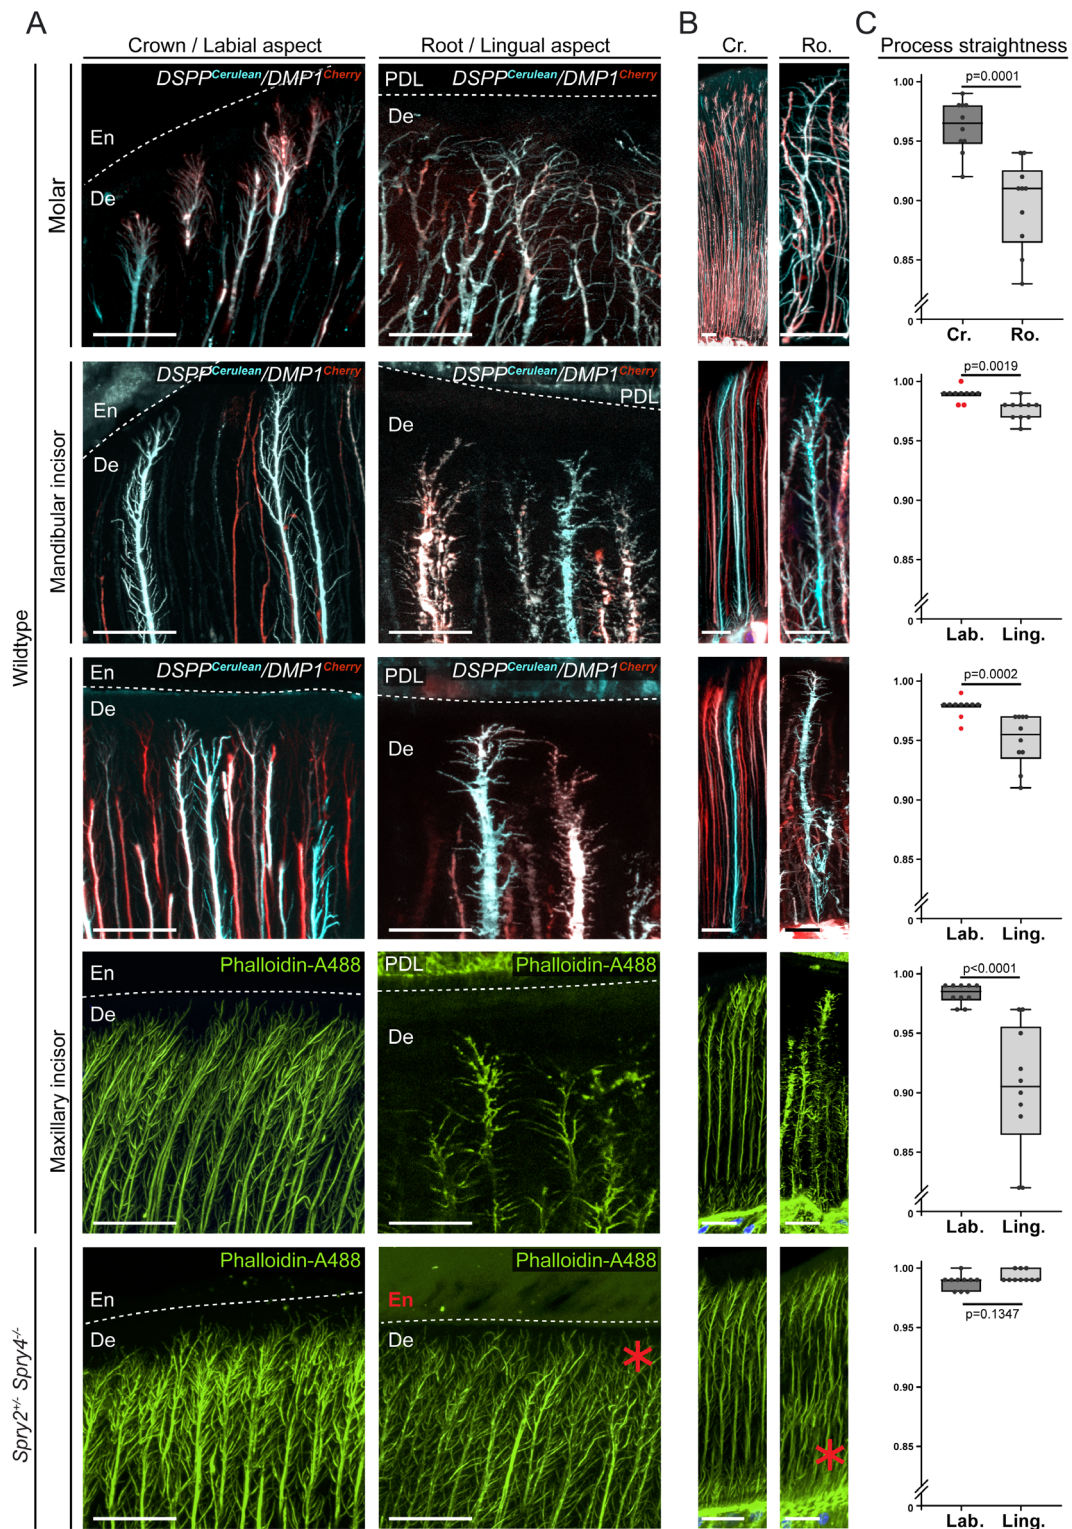 A
B
C
Crown / Labial aspect
Root / Lingual aspect
Cr.
Ro.
Process straightness
Wildtype
Molar
DSPPCerulean/DMP1Cherry
En
De
PDL
DSPPCerulean/DMP1Cherry
De
p=0.0001
1.00
0.95
0.90
0.85
0
Cr.
Ro.
Mandibular incisor
DSPPCerulean/DMP1Cherry
En
De
DSPPCerulean/DMP1Cherry
PDL
De
p=0.0019
1.00
0.95
0.90
0.85
0
Lab.
Ling.
Maxillary incisor
En
DSPPCerulean/DMP1Cherry
De
PDL
DSPPCerulean/DMP1Cherry
De
p=0.0002
1.00
0.95
0.90
0.85
0
Lab.
Ling.
Phalloidin-A488
En
De
PDL
Phalloidin-A488
De
p<0.0001
1.00
0.95
0.90
0.85
0
Lab.
Ling.
Spry2+/- Spry4-/-
Phalloidin-A488
En
De
Phalloidin-A488
En
De
1.00
p=0.1347
0.95
0.90
0.85
0
Lab.
Ling.